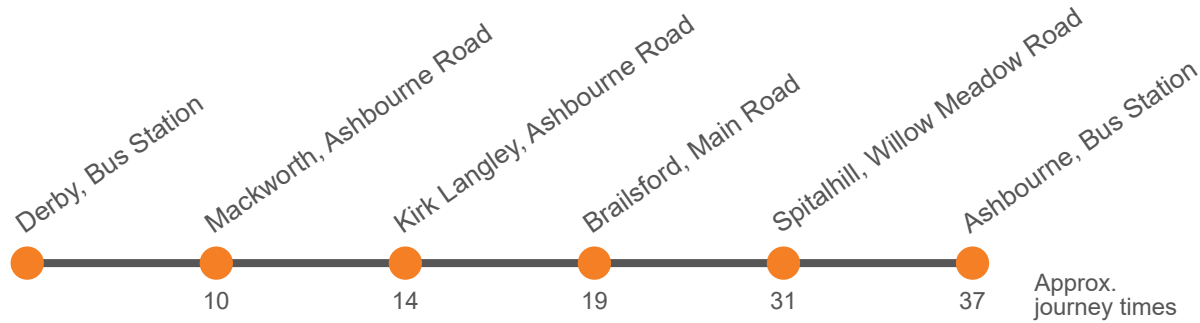 Derby, Bus Station
Mackworth, Ashbourne Road
Kirk Langley, Ashbourne Road
Brailsford, Main Road
Spitalhill, Willow Meadow Road
Ashbourne, Bus Station
10
14
19
31
37
Approx.
journey times